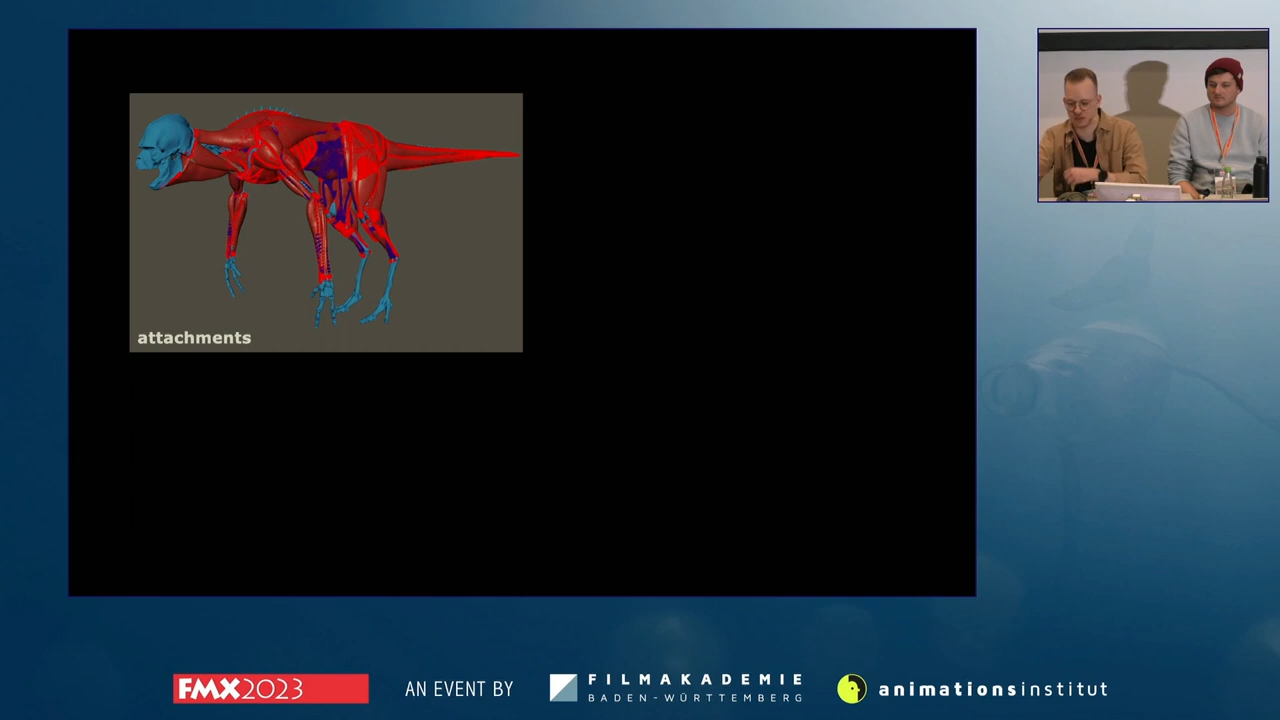 attachments
FMX2023
AN EVENT BY
FILMAKADEMIE
BADEN-WÜRTTEMBERG
animationsinstitut